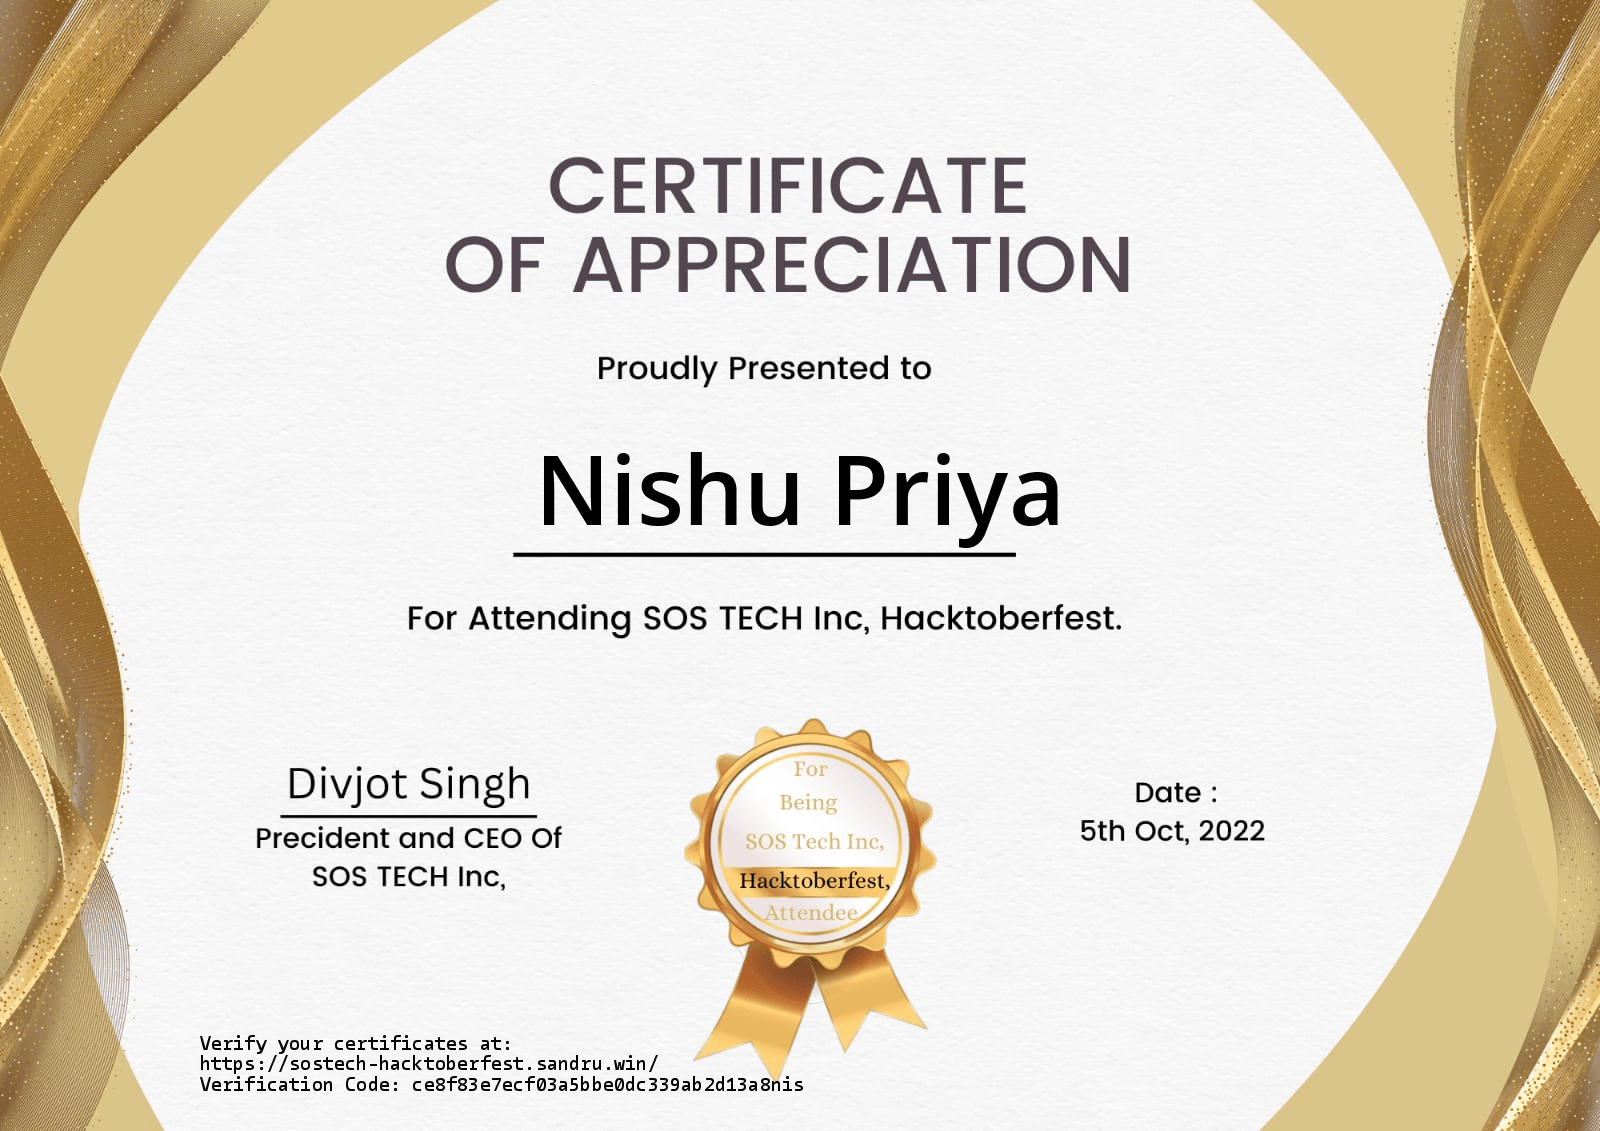 CERTIFICATE
OF APPRECIATION
Proudly Presented to
Nishu Priya
For Attending SOS TECH Inc, Hacktoberfest.
Divjot Singh
Precident and CEO Of
SOS TECH Inc,
For
Being
SOS Tech Inc,
Hacktoberfest,
Attendee
Date :
5th Oct, 2022
Verify your certificates at:
https://sostech-hacktoberfest.sandru.win/
Verification Code: ce8f83e7ecf03a5bbe0dc339ab2d13a8nis